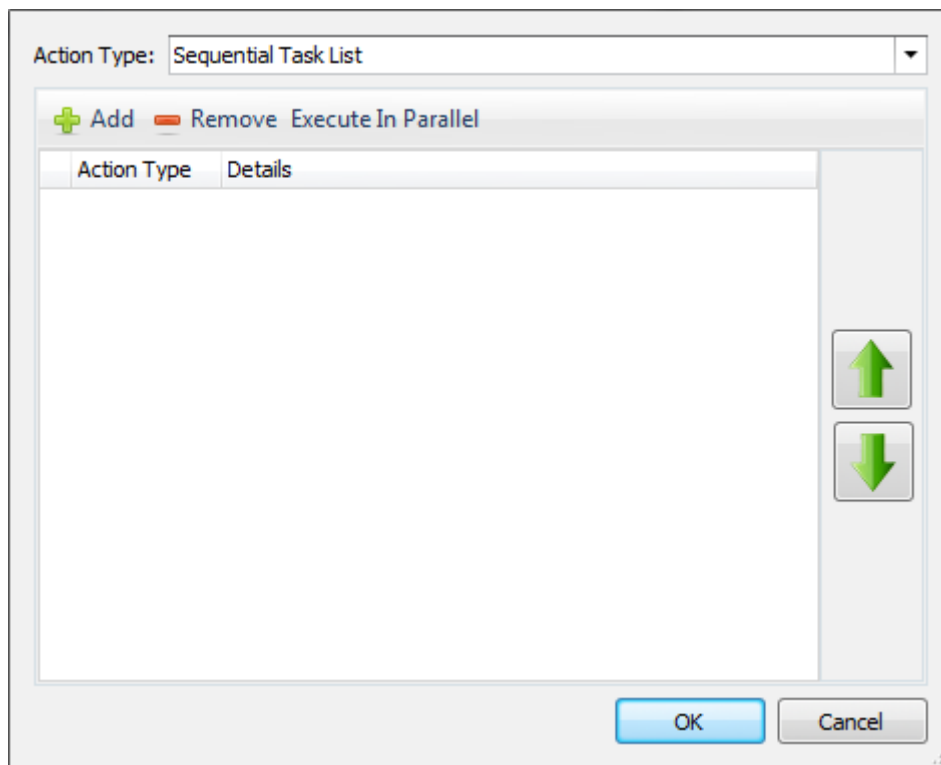 Action Type: Sequential Task List
Add Remove Execute In Parallel
Action Type Details
OK Cancel